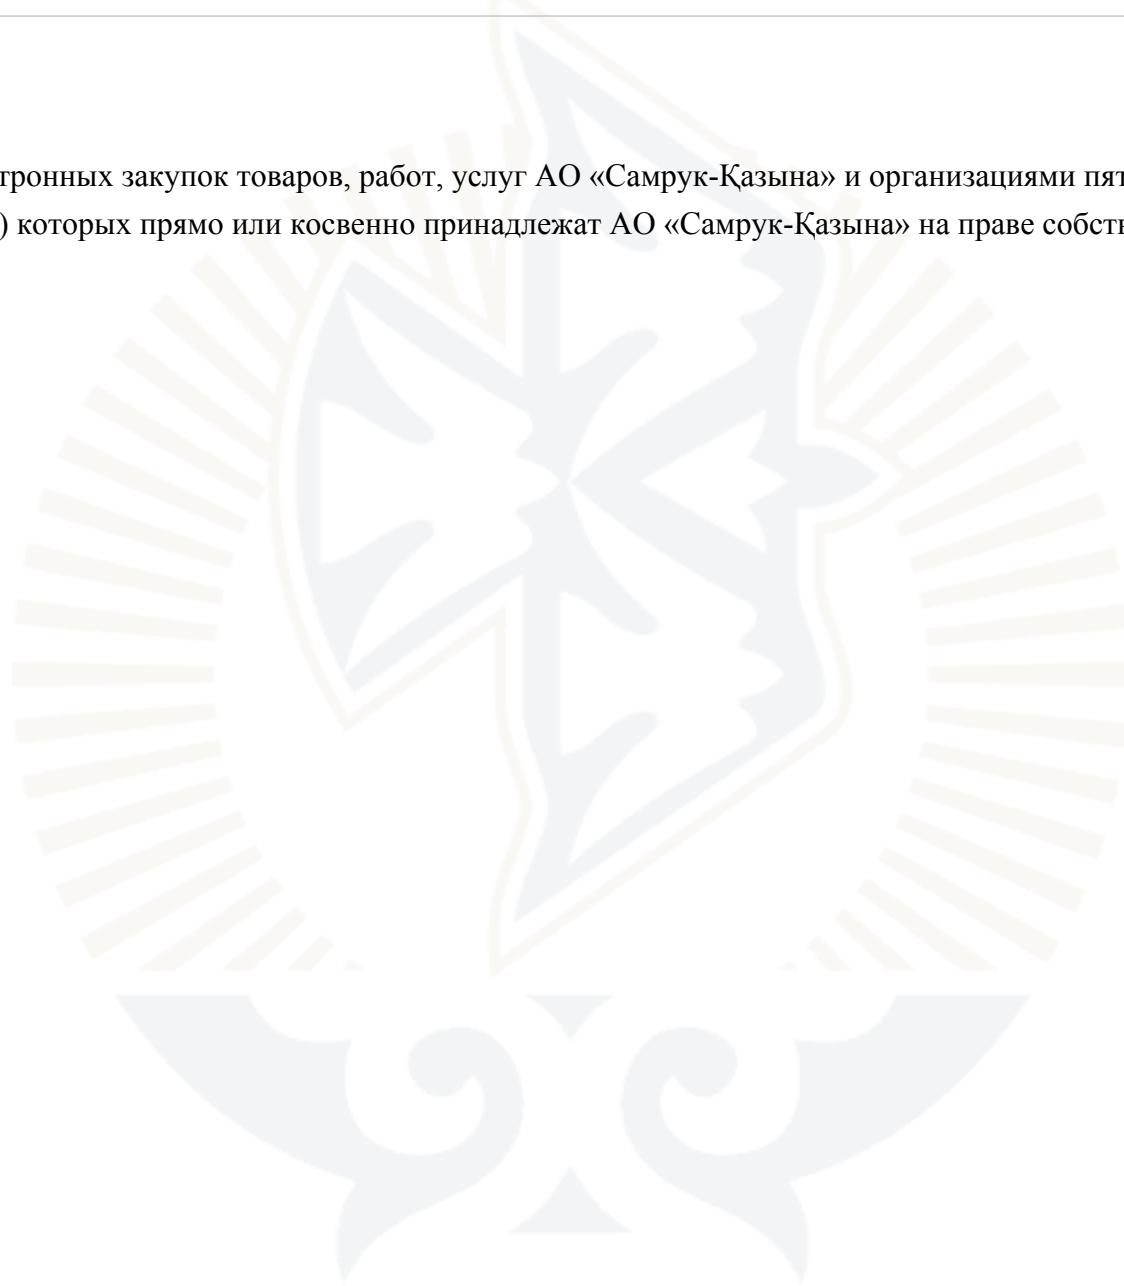 тронных закупок товаров, работ, услуг АО «Самрук-Қазына» и организациями пят
) которых прямо или косвенно принадлежат АО «Самрук-Қазына» на праве собст